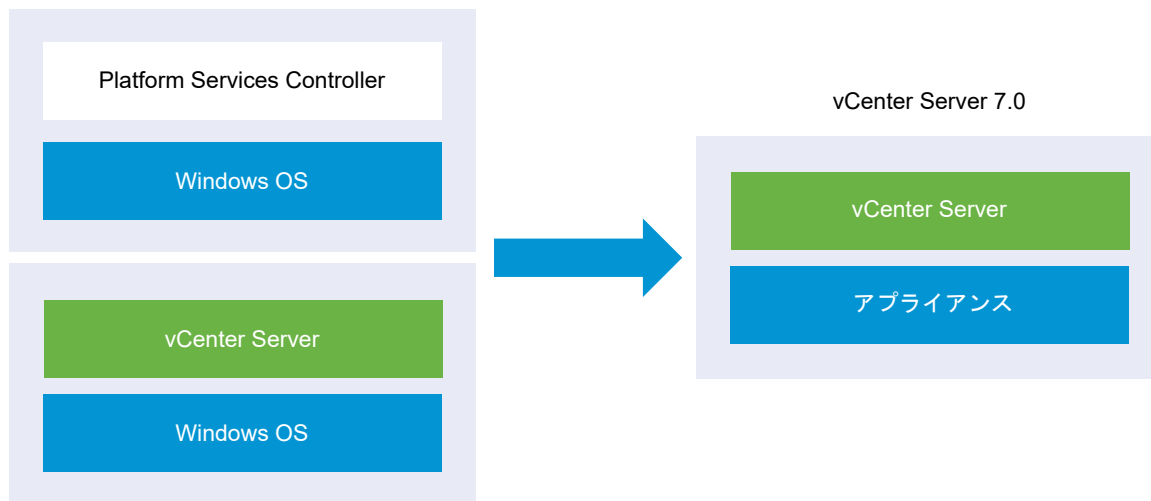 Platform Services Controller
Windows OS
vCenter Server
Windows OS
vCenter Server 7.0
vCenter Server
アプライアンス